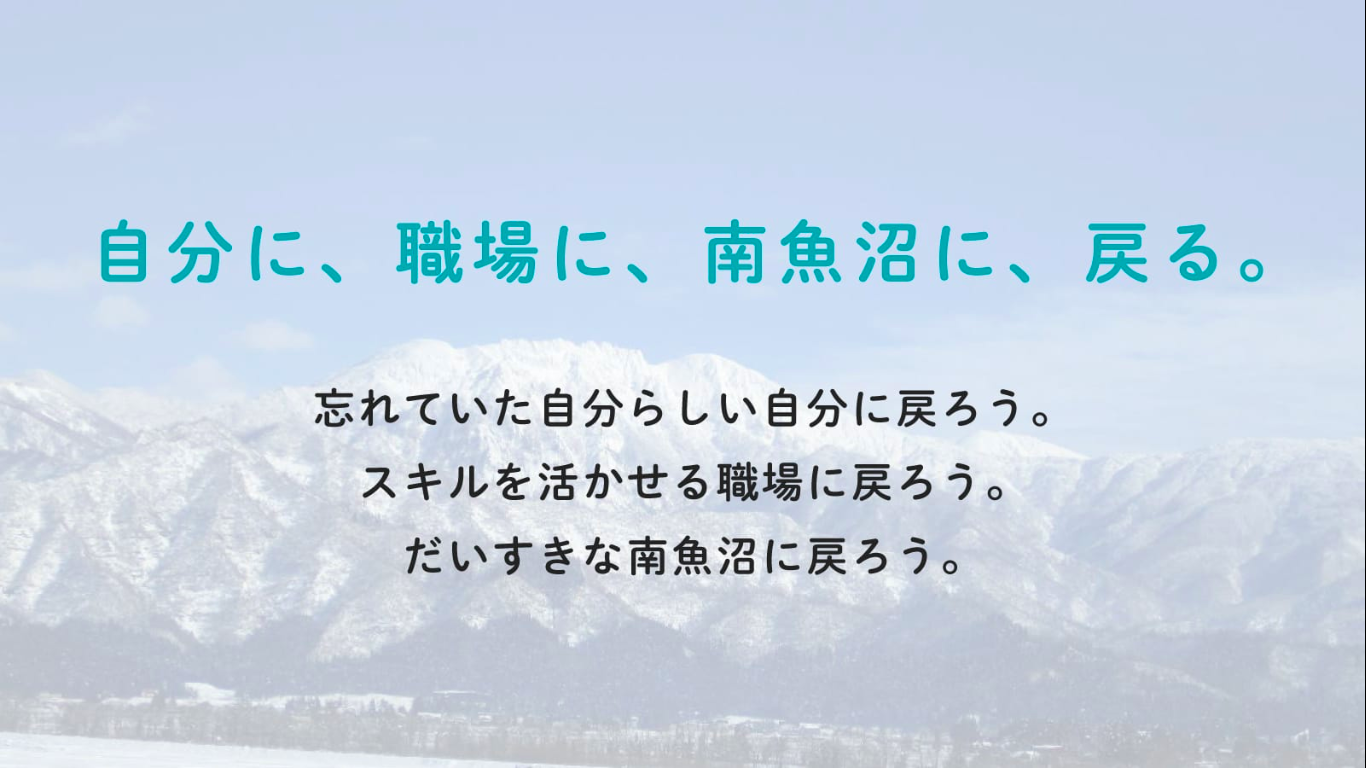 自分に、職場に、南魚沼に、戻る。
忘れていた自分らしい自分に戻ろう。
スキルを活かせる職場に戻ろう。
だいすきな南魚沼に戻ろう。